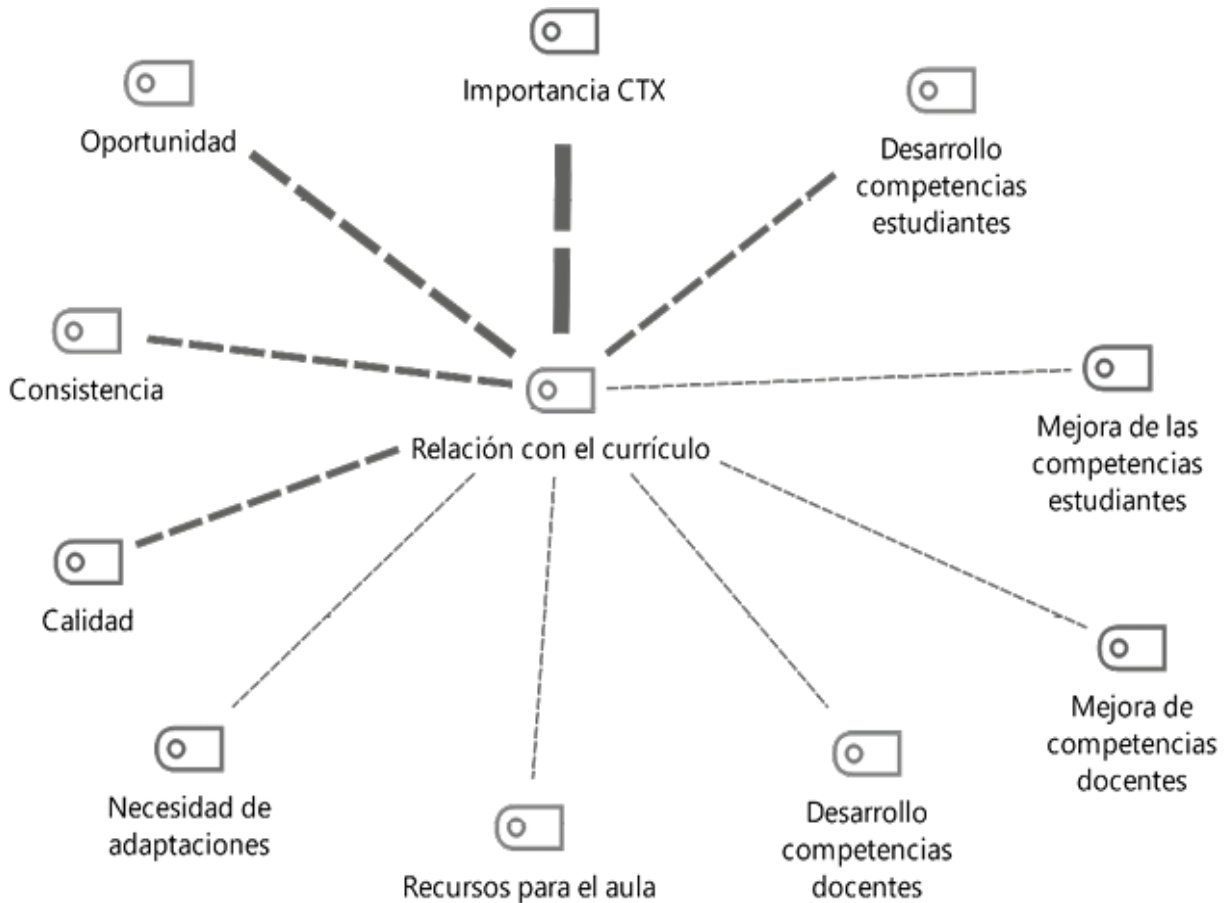 Importancia CTX
Oportunidad
Desarrollo
competencias
estudiantes
Consistencia
Relación con el currículo
Mejora de las
competencias
estudiantes
Calidad
Mejora de
competencias
docentes
Necesidad de
adaptaciones
Desarrollo
competencias
docentes
Recursos para el aula